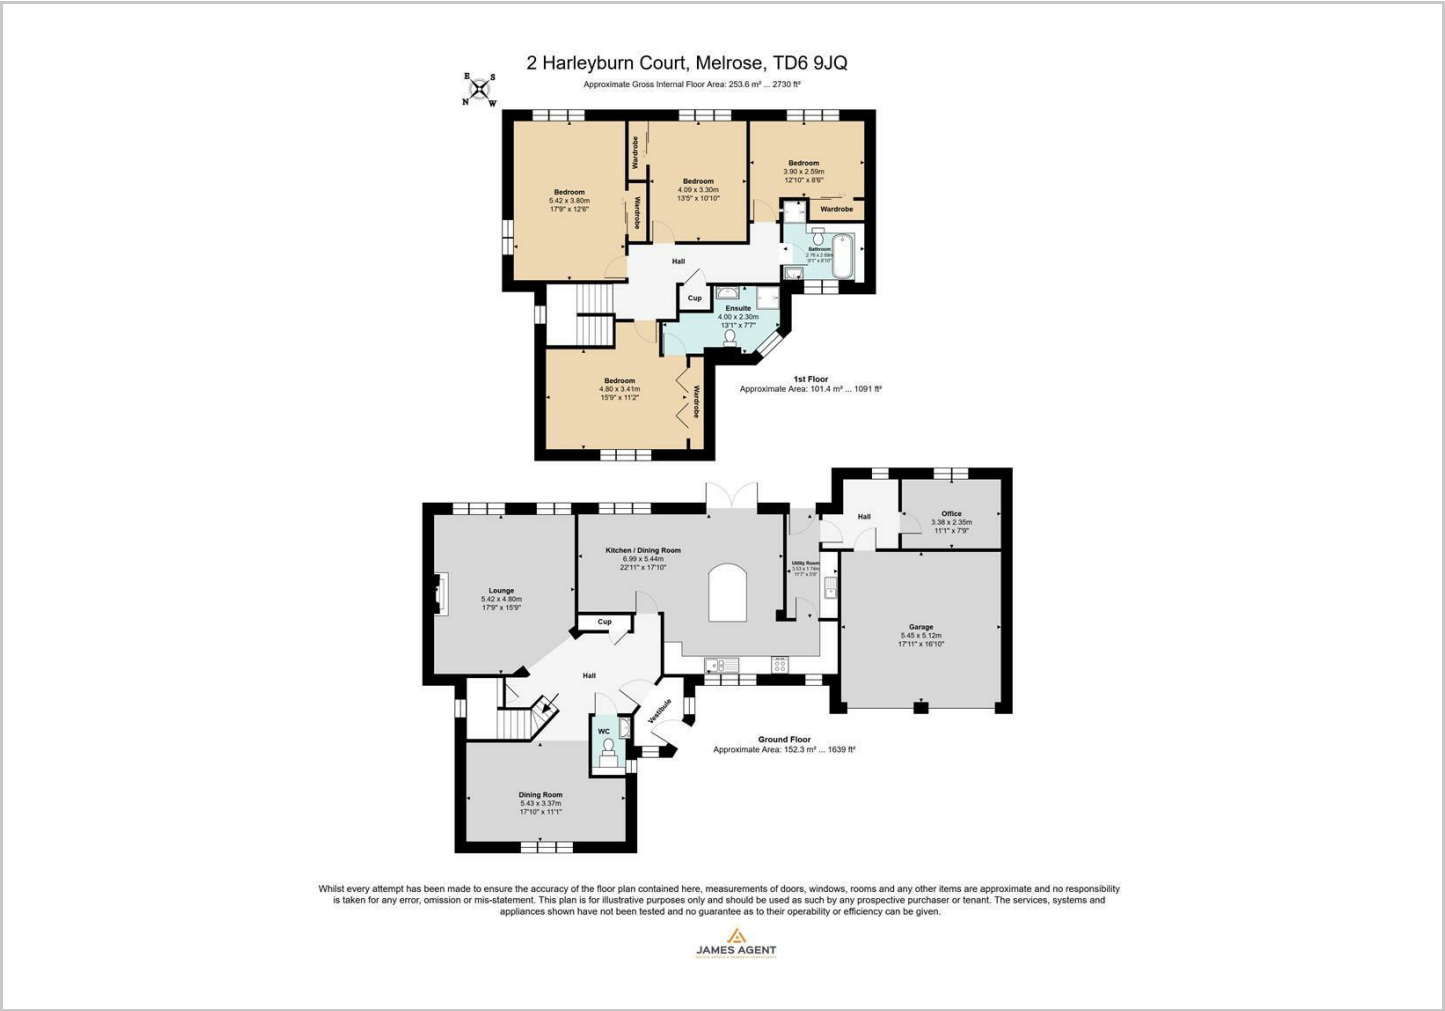 2 Harleyburn Court, Melrose, TD6 9JQ
Approximate Gross Internal Floor Area: 253.6 m² ... 2730 ft²
E S
N W
Bedroom
5.42 x 3.80m
17'9" x 12'6"
Wardrobe
Wardrobe
Bedroom
4.09 x 3.30m
13'5" x 10'10"
Bedroom
3.90 x 2.59m
12'10" x 8'6"
Wardrobe
Bathroom
Hall
Cup
Ensuite
4.00 x 2.30m
13'1" x 7'7"
Bedroom
4.80 x 3.41m
15'9" x 11'2"
Wardrobe
1st Floor
Approximate Area: 101.4 m² ... 1091 ft²
Lounge
5.42 x 4.80m
17'9" x 15'9"
Kitchen / Dining Room
6.99 x 5.44m
22'11" x 17'10"
Utility Room
3.53 x 1.74m
11'7" x 5'8"
Hall
Office
3.38 x 2.35m
11'1" x 7'9"
Garage
5.45 x 5.12m
17'11" x 16'10"
Cup
Hall
Vestibule
WC
Dining Room
5.43 x 3.37m
17'10" x 11'1"
Ground Floor
Approximate Area: 152.3 m² ... 1639 ft²
Whilst every attempt has been made to ensure the accuracy of the floor plan contained here, measurements of doors, windows, rooms and any other items are approximate and no responsibility
is taken for any error, omission or mis-statement. This plan is for illustrative purposes only and should be used as such by any prospective purchaser or tenant. The services, systems and
appliances shown have not been tested and no guarantee as to their operability or efficiency can be given.
JAMES AGENT